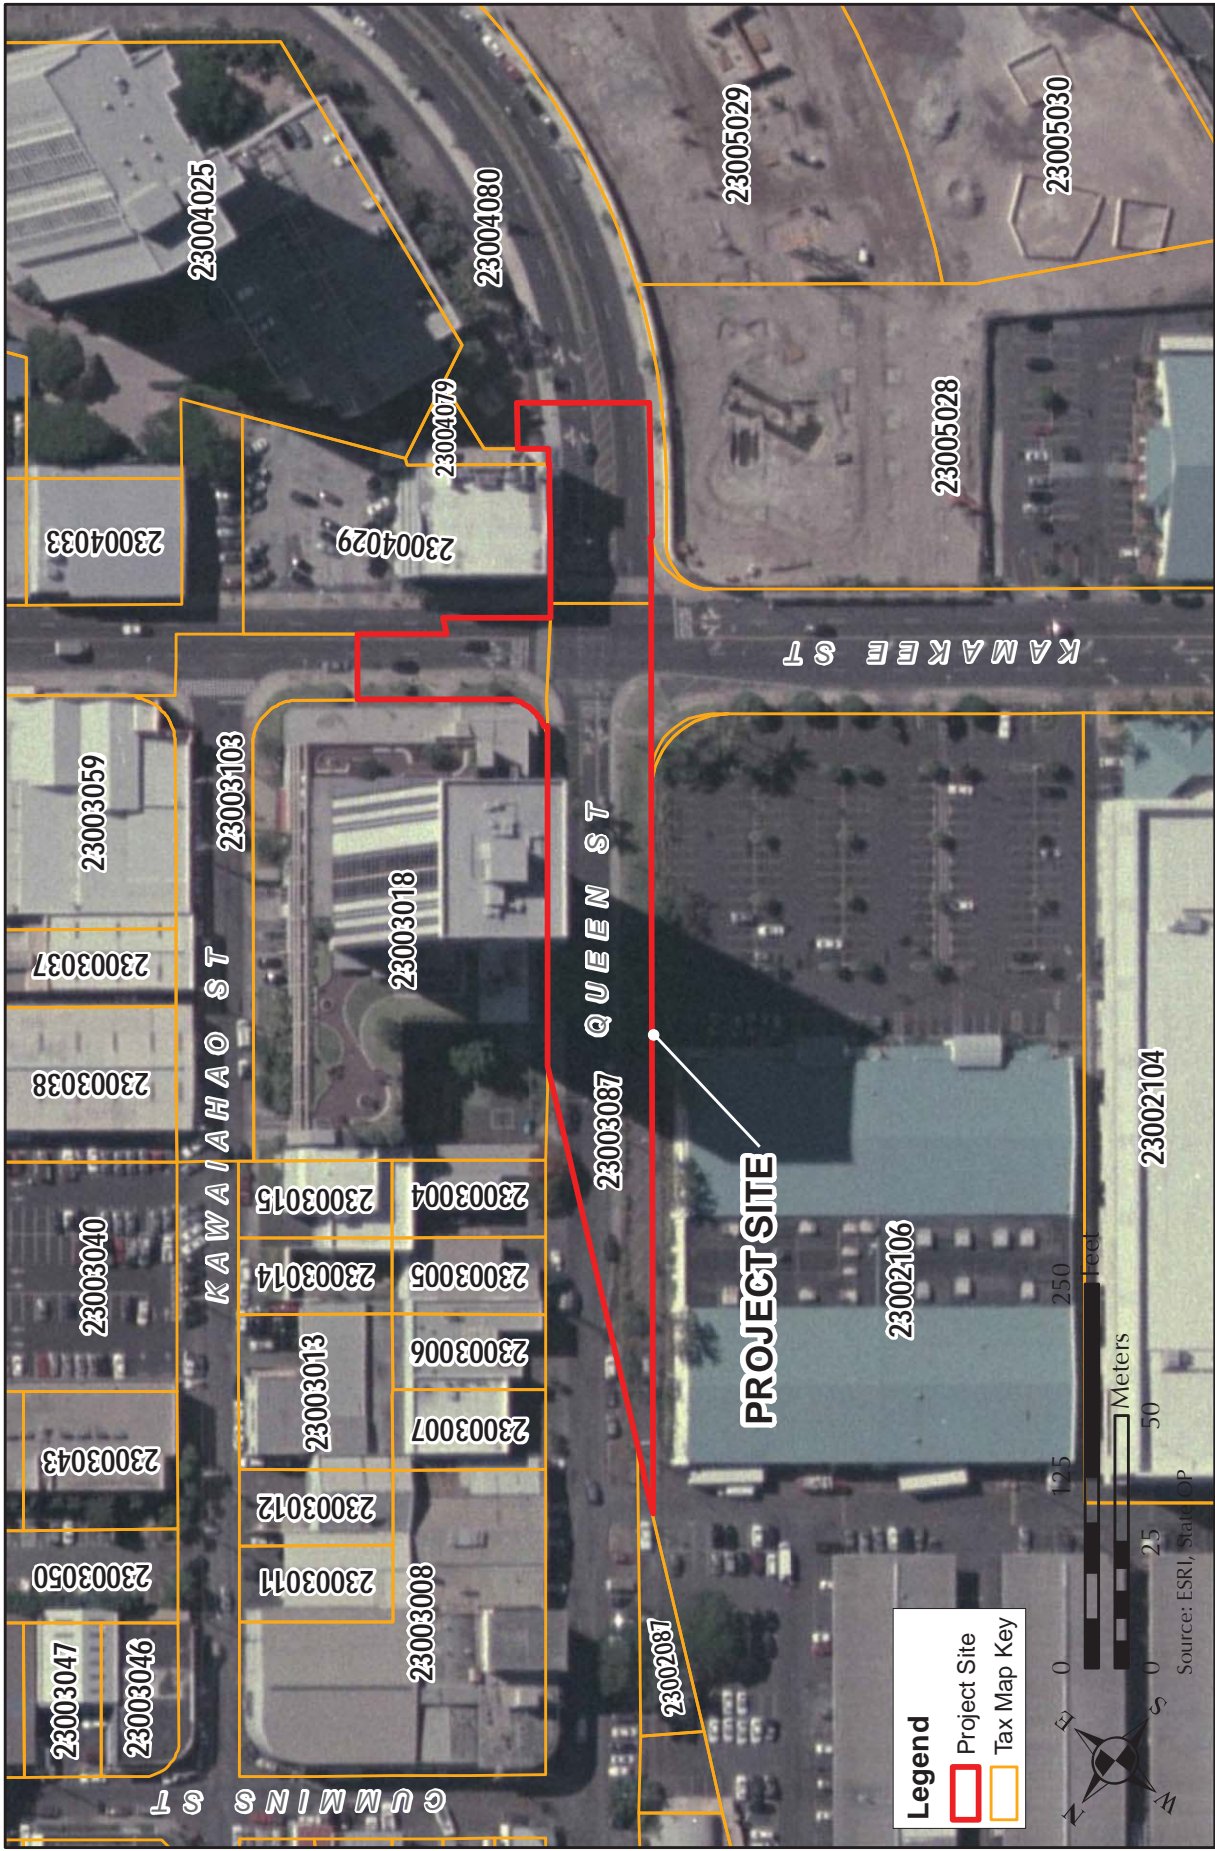 23004025
23004080
23005029
23005030
23004079
23004033
23004029
23005028
KAMAKEE ST
23003059
23003103
23003037
23003018
QUEEN ST
KAWAIAHAO ST
23003038
23003087
PROJECT SITE
23002104
23003040
23003015
23003004
23003014
23003005
23003013
23003006
23002106
23003007
23003043
23003012
23003050
23003011
23003008
23003047
23003046
23002087
CUMMINS ST
Legend
Project Site
Tax Map Key
0 125 250
Feet
Meters
0 25 50
Source: ESRI, State OP
N
E
S
W